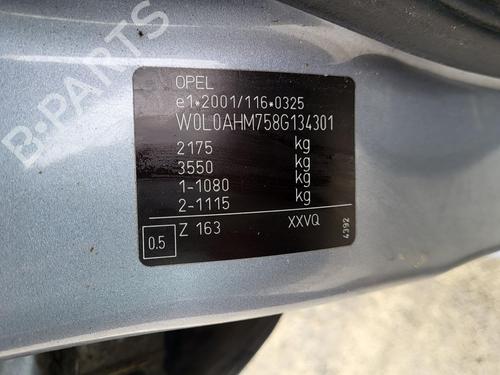 B-PARTS
OPEL
e1*2001/116*0325
W0L0AHM758G134301
2175 kg
3550 kg
1-1080 kg
2-1115 kg
0.5 Z 163 XXVQ
4392